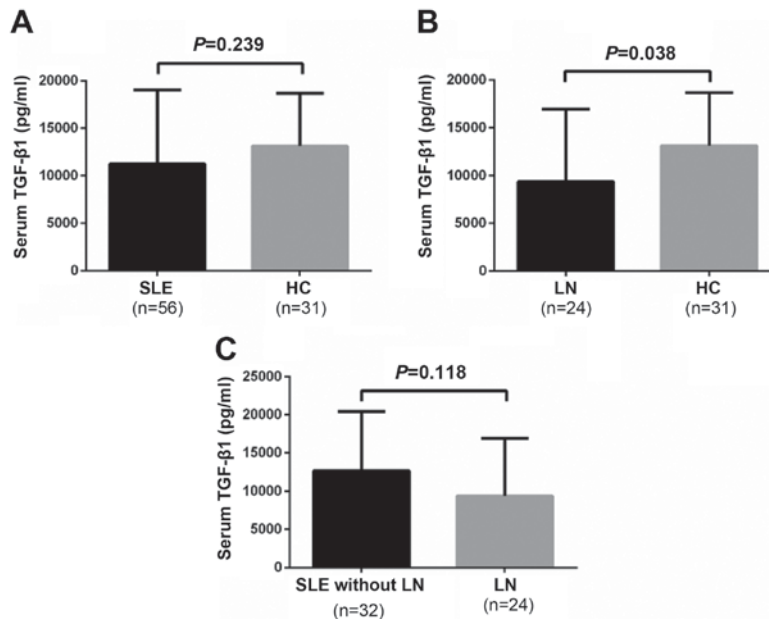 A
P=0.239
Serum TGF-β1 (pg/ml)
20000
15000
10000
5000
0
SLE
(n=56)
HC
(n=31)
B
P=0.038
Serum TGF-β1 (pg/ml)
20000
15000
10000
5000
0
LN
(n=24)
HC
(n=31)
C
P=0.118
Serum TGF-β1 (pg/ml)
25000
20000
15000
10000
5000
0
SLE without LN
(n=32)
LN
(n=24)